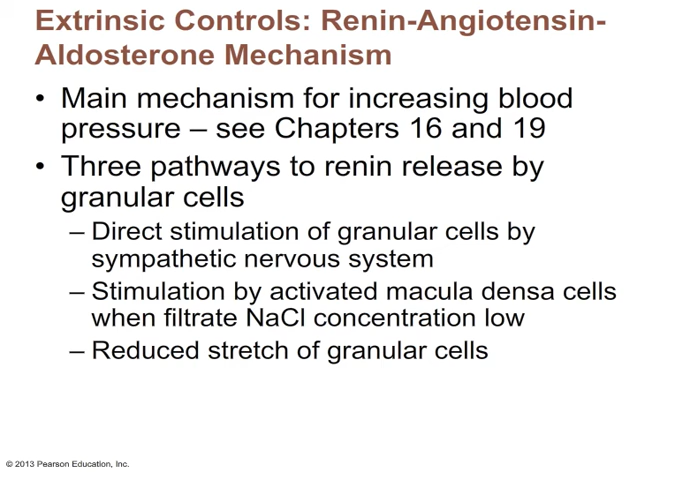 Extrinsic Controls: Renin-Angiotensin-
Aldosterone Mechanism
• Main mechanism for increasing blood
pressure – see Chapters 16 and 19
• Three pathways to renin release by
granular cells
– Direct stimulation of granular cells by
sympathetic nervous system
– Stimulation by activated macula densa cells
when filtrate NaCl concentration low
– Reduced stretch of granular cells
© 2013 Pearson Education, Inc.